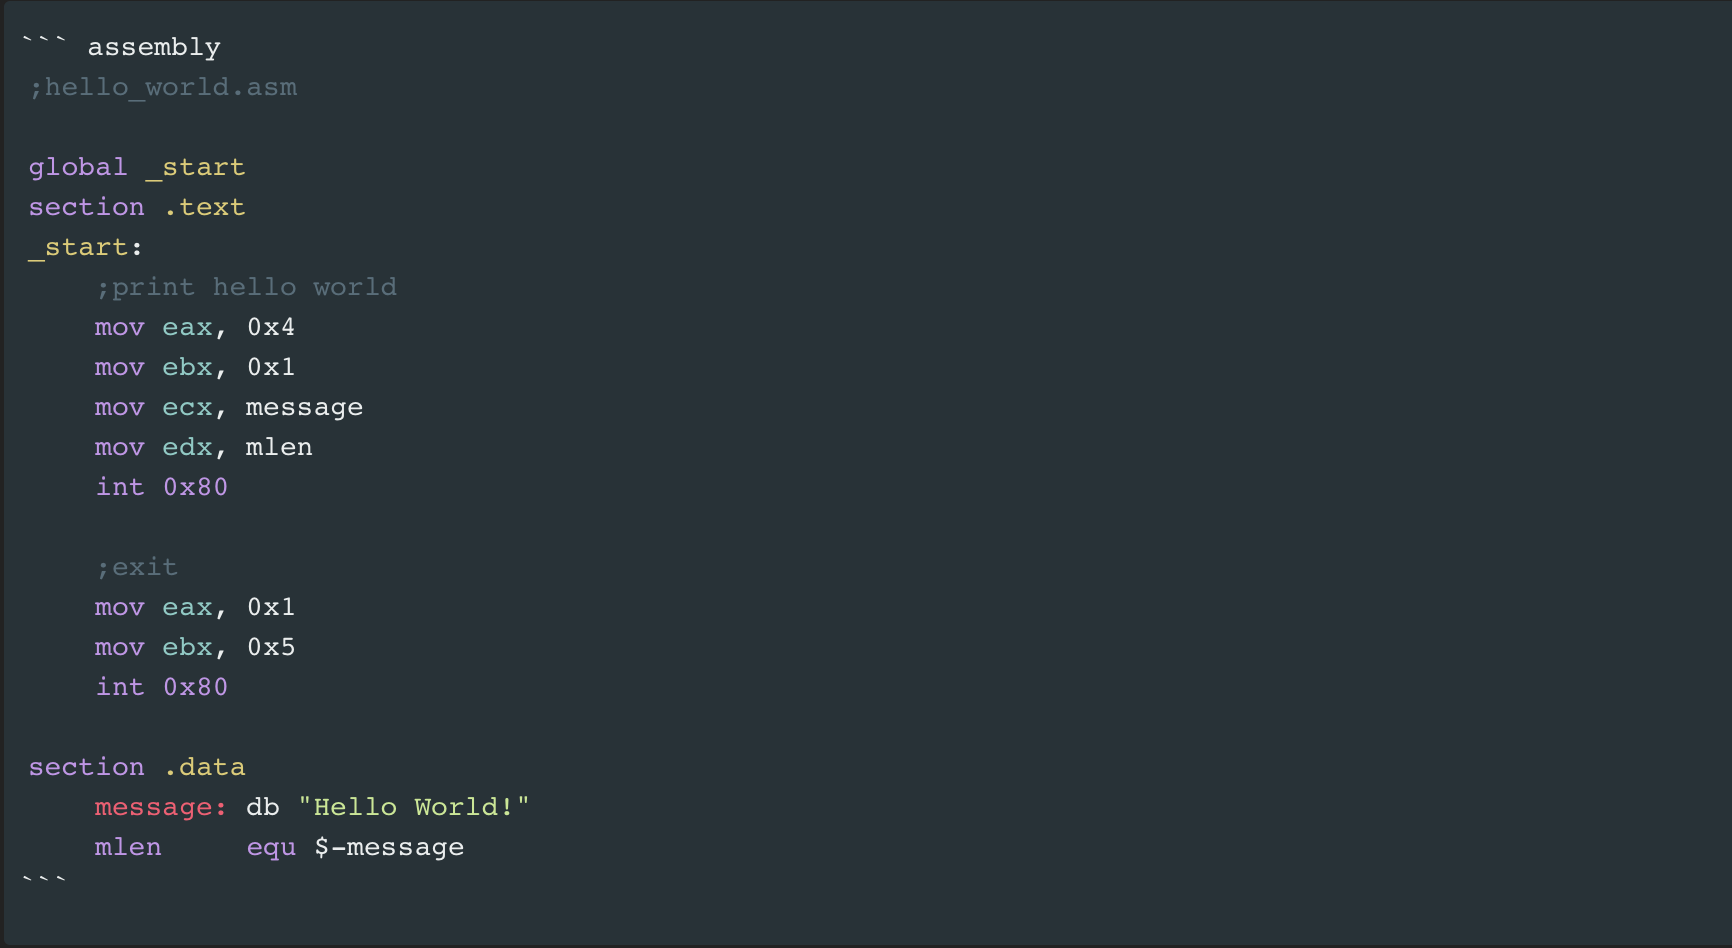 ``` assembly
;hello_world.asm

global _start
section .text
_start:
    ;print hello world
    mov eax, 0x4
    mov ebx, 0x1
    mov ecx, message
    mov edx, mlen
    int 0x80

    ;exit
    mov eax, 0x1
    mov ebx, 0x5
    int 0x80

section .data
    message: db "Hello World!"
    mlen     equ $-message
```